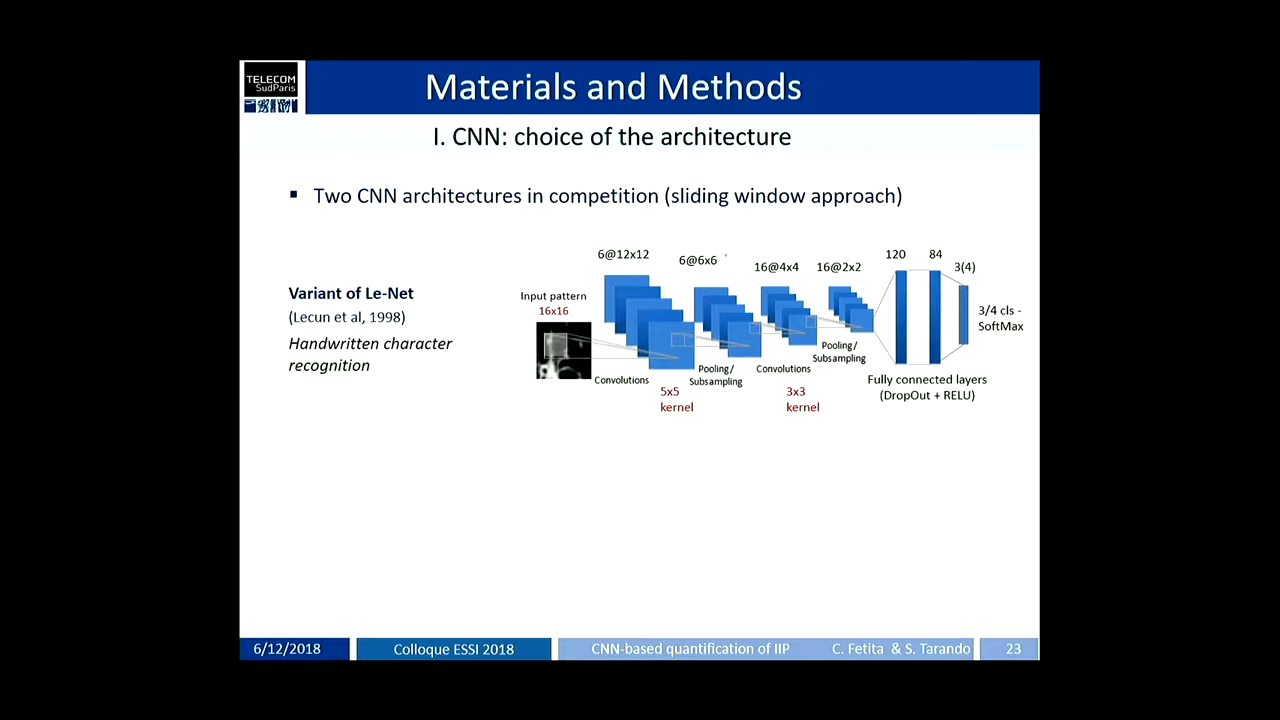 TELECOM
SudParis
Materials and Methods
I. CNN: choice of the architecture
▪ Two CNN architectures in competition (sliding window approach)
Variant of Le-Net
(Lecun et al, 1998)
Handwritten character
recognition
Input pattern
16x16
6@12x12
6@6x6
16@4x4
16@2x2
120
84
3(4)
3/4 cls -
SoftMax
Convolutions
5x5
kernel
Pooling/
Subsampling
Convolutions
3x3
kernel
Pooling/
Subsampling
Fully connected layers
(DropOut + RELU)
6/12/2018
Colloque ESSI 2018
CNN-based quantification of IIP
C. Fetita & S. Tarando
23